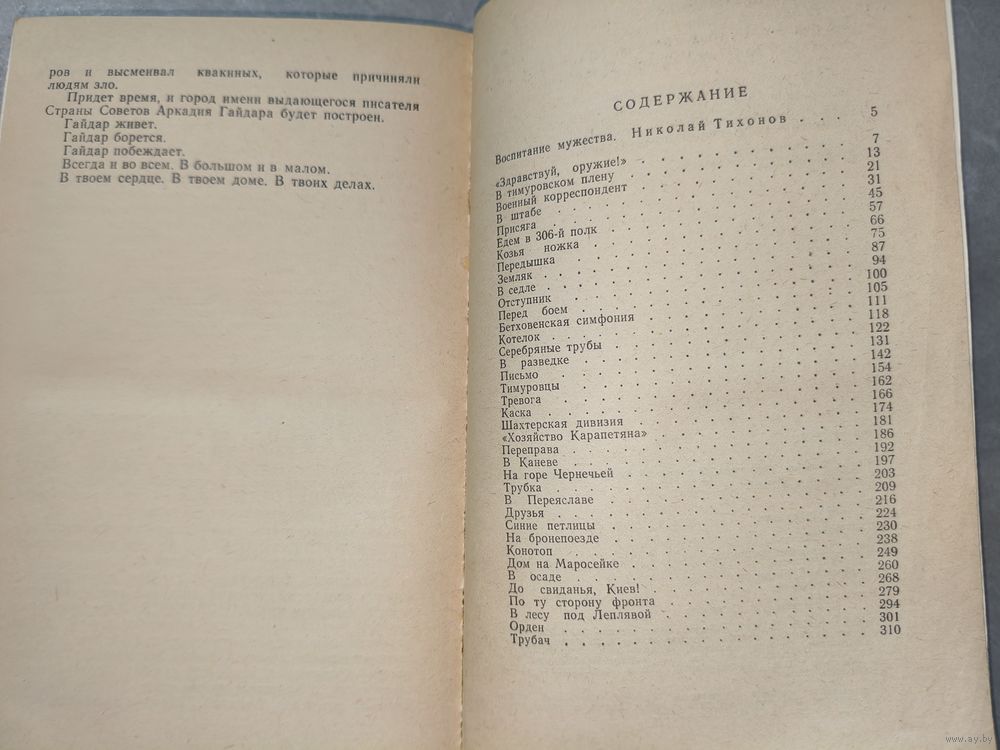 ров и высмеивал квакиных, которые причиняли
людям зло.
Придет время, и город имени выдающегося писателя
Страны Советов Аркадия Гайдара будет построен.
Гайдар живет.
Гайдар борется.
Гайдар побеждает.
Всегда и во всем. В большом и в малом.
В твоем сердце. В твоем доме. В твоих делах.
СОДЕРЖАНИЕ
Воспитание мужества. Николай Тихонов . . . 5
«Здравствуй, оружие!» 7
В тимуровском плену 13
Военный корреспондент 21
В штабе 31
Присяга 45
Едем в 306-й полк 57
Козья ножка 66
Передышка 75
Земляк 87
В седле 94
Отступник 100
Перед боем 105
Бетховенская симфония 111
Котелок 118
Серебряные трубы 122
В разведке 131
Письмо 142
Тимуровцы 154
Тревога 162
Каска 166
Шахтерская дивизия 174
«Хозяйство Карапетяна» 181
Переправа 186
В Каневе 192
На горе Чернечьей 197
Трубка 203
В Переяславе 209
Друзья 216
Синие петлицы 224
На бронепоезде 230
Конотоп 238
Дом на Маросейке 249
В осаде 260
До свиданья, Киев! 268
По ту сторону фронта 279
В лесу под Леплявой 294
Орден 301
Трубач 310
www.ay.by